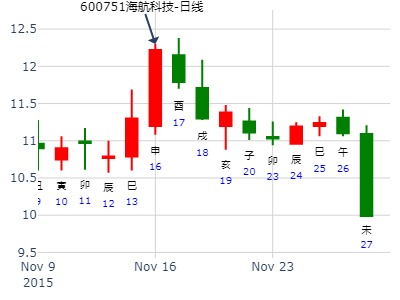 600751海航科技-日线
12.5
12
11.5
11
10.5
10
9.5
寅
10
卯
11
辰
12
巳
13
申
16
酉
17
戌
18
亥
19
子
20
卯
23
辰
24
巳
25
午
26
未
27
Nov 9
2015
Nov 16
Nov 23